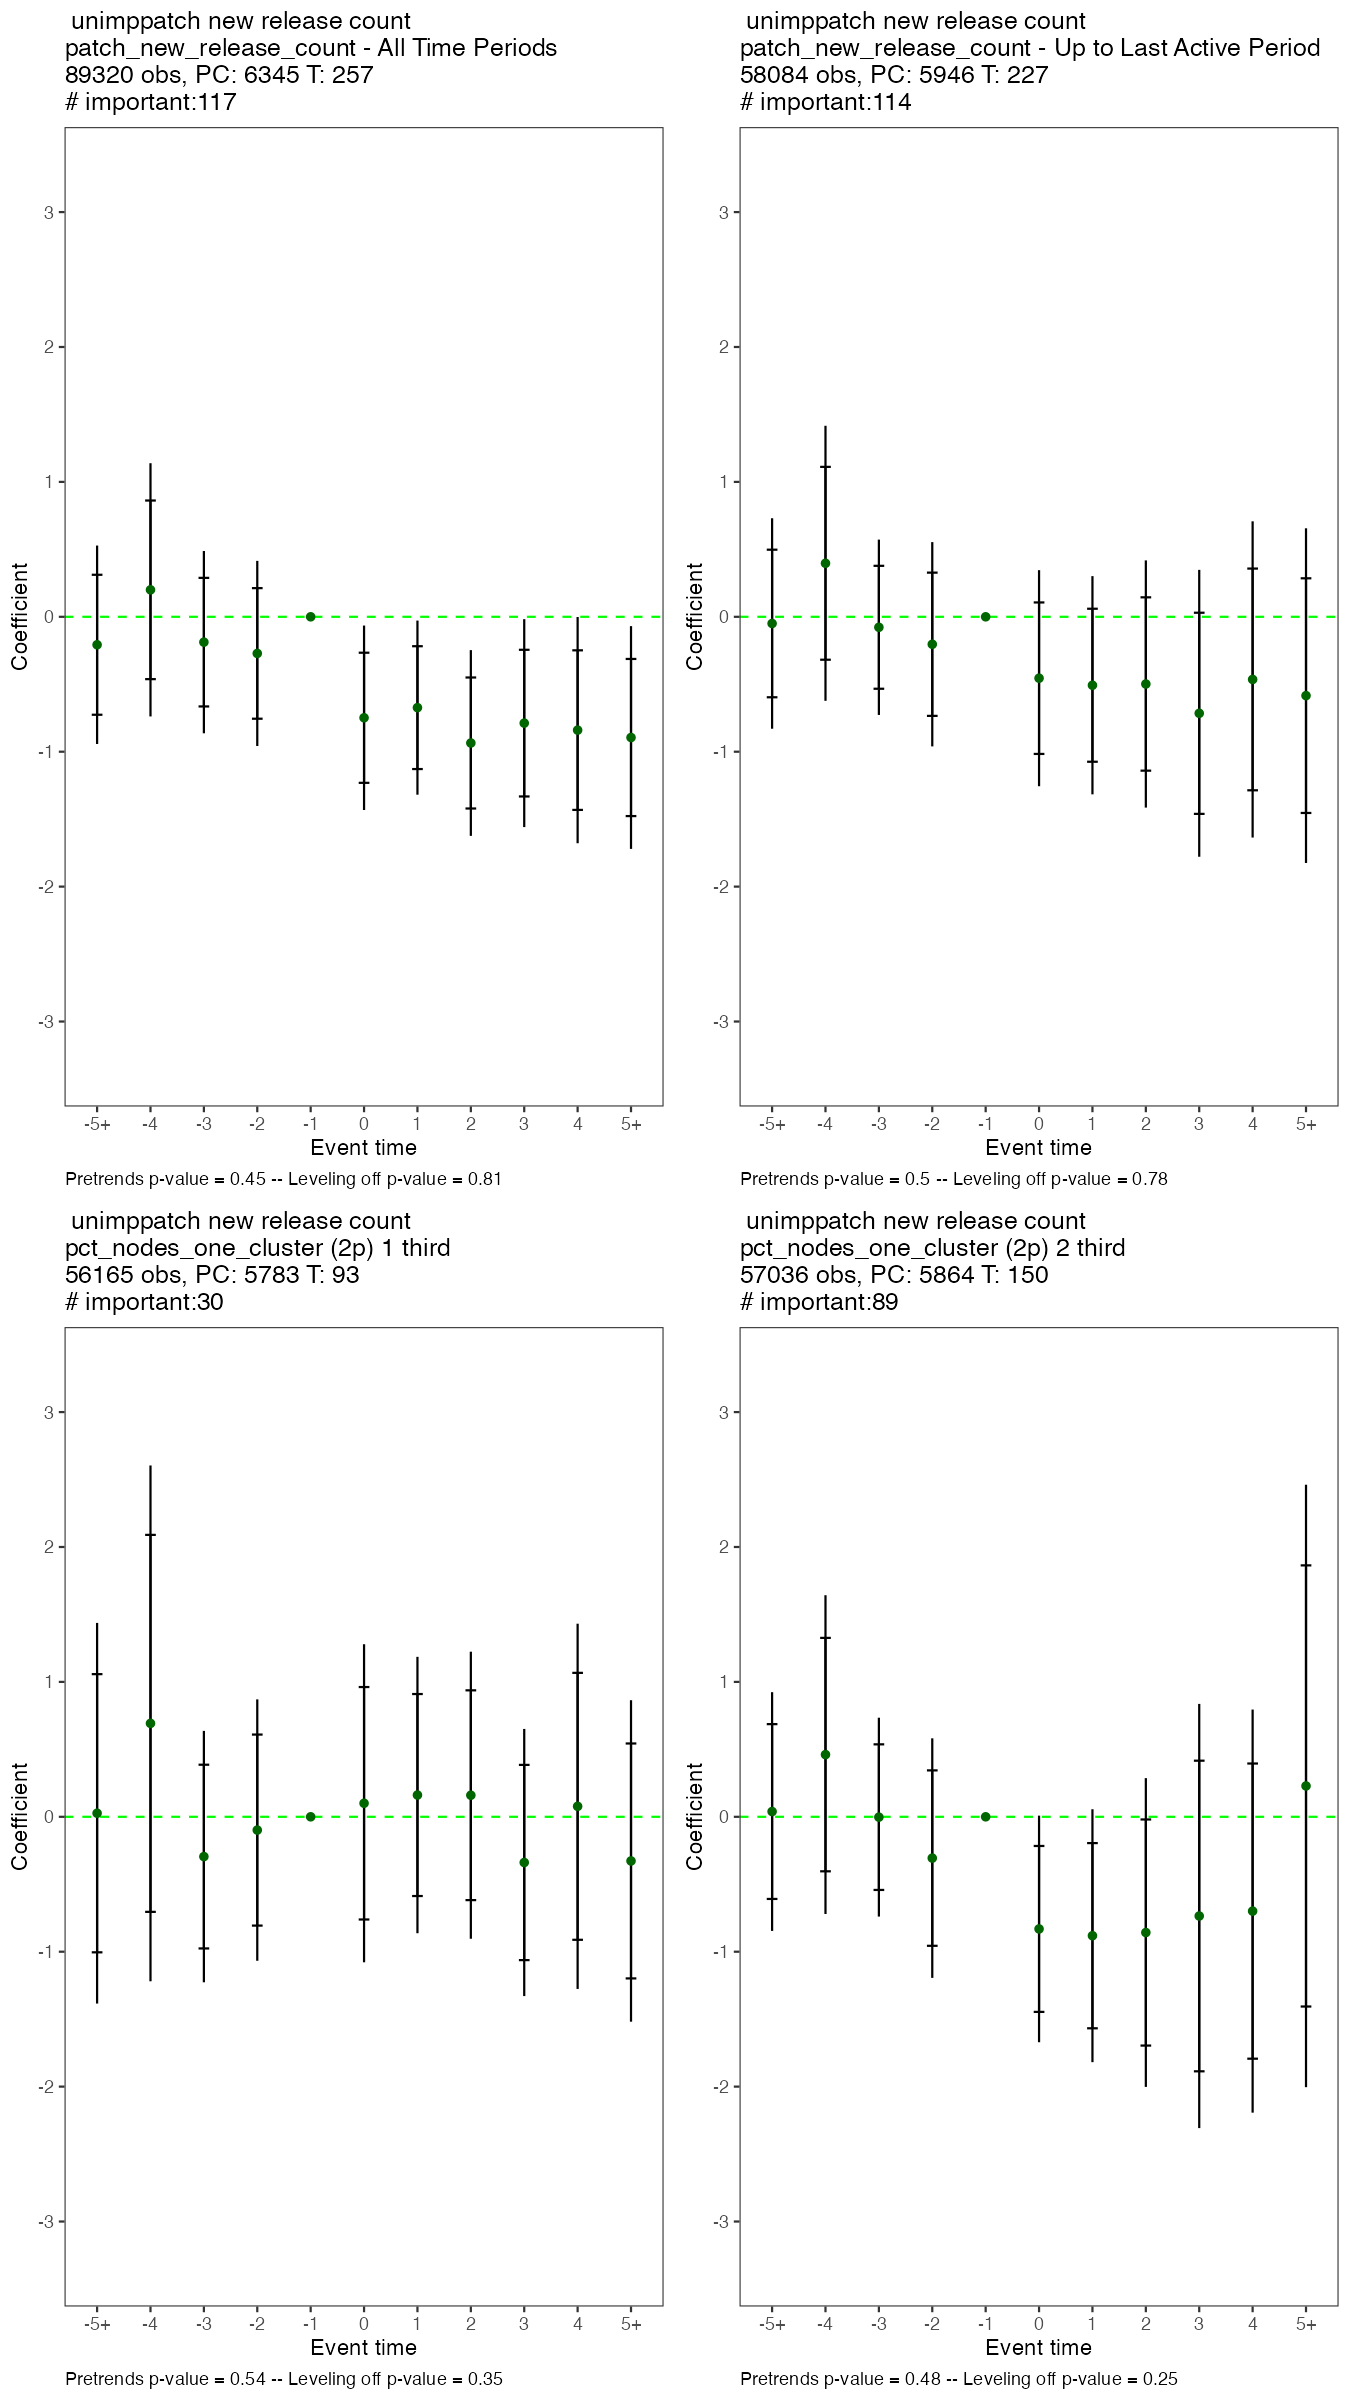 unimppatch new release count
patch_new_release_count - All Time Periods
89320 obs, PC: 6345 T: 257
# important:117
3
2
1
0
-1
-2
-3
Coefficient
-5+ -4 -3 -2 -1 0 1 2 3 4 5+
Event time
Pretrends p-value = 0.45 -- Leveling off p-value = 0.81
unimppatch new release count
patch_new_release_count - Up to Last Active Period
58084 obs, PC: 5946 T: 227
# important:114
3
2
1
0
-1
-2
-3
Coefficient
-5+ -4 -3 -2 -1 0 1 2 3 4 5+
Event time
Pretrends p-value = 0.5 -- Leveling off p-value = 0.78
unimppatch new release count
pct_nodes_one_cluster (2p) 1 third
56165 obs, PC: 5783 T: 93
# important:30
3
2
1
0
-1
-2
-3
Coefficient
-5+ -4 -3 -2 -1 0 1 2 3 4 5+
Event time
Pretrends p-value = 0.54 -- Leveling off p-value = 0.35
unimppatch new release count
pct_nodes_one_cluster (2p) 2 third
57036 obs, PC: 5864 T: 150
# important:89
3
2
1
0
-1
-2
-3
Coefficient
-5+ -4 -3 -2 -1 0 1 2 3 4 5+
Event time
Pretrends p-value = 0.48 -- Leveling off p-value = 0.25